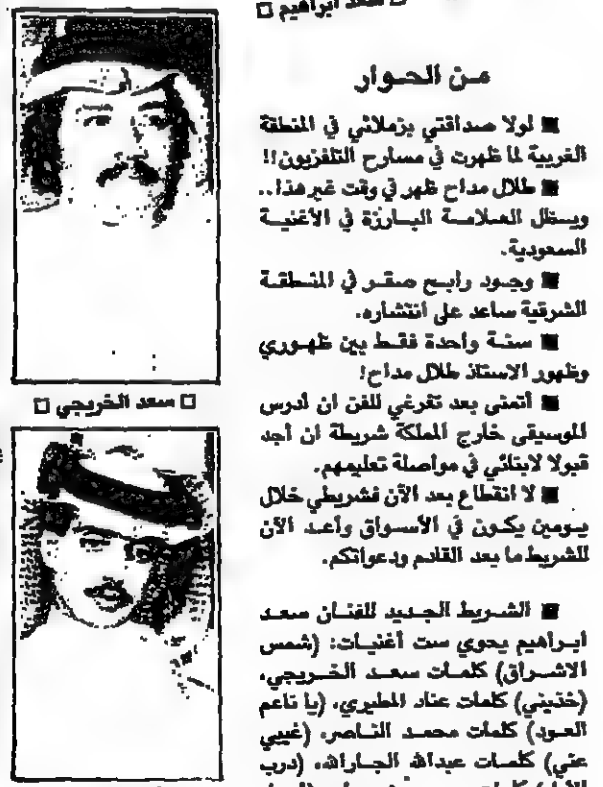 □ سعد ابراهيم □
من الحوار
■ لولا صداقتي بزملائي في المنطقة
الغربية لما ظهرت في مسارح التلفزيون!!
■ طلال مداح ظهر في وقت غير هذا..
ويستظل العلامة البارزة في الأغنية
السعودية.
■ وجود رابح صقر في المنطقة
الشرقية ساعد على انتشاره.
■ سنة واحدة فقط بين ظهوري
وظهور الاستاذ طلال مداح!
■ أتمنى بعد تفرغي للفن ان أدرس
الموسيقى خارج المملكة شريطة ان أجد
قبولا لابنائي في مواصلة تعليمهم.
■ لا انقطاع بعد الآن فشريطي خلال
يومين يكون في الأسواق وأعد الآن
للشريط ما بعد القادم ودعواتكم.
■ الشريط الجديد للفنان سعد
ابراهيم يحوي ست أغنيات: (شمس
الاشراق) كلمات سعد الخريجي،
(خذيني) كلمات عناد المطيري، (يا ناعم
العود) كلمات محمد الناصر، (غيبي
عني) كلمات عبدالله الجارالله، (درب
□ سعد الخريجي □